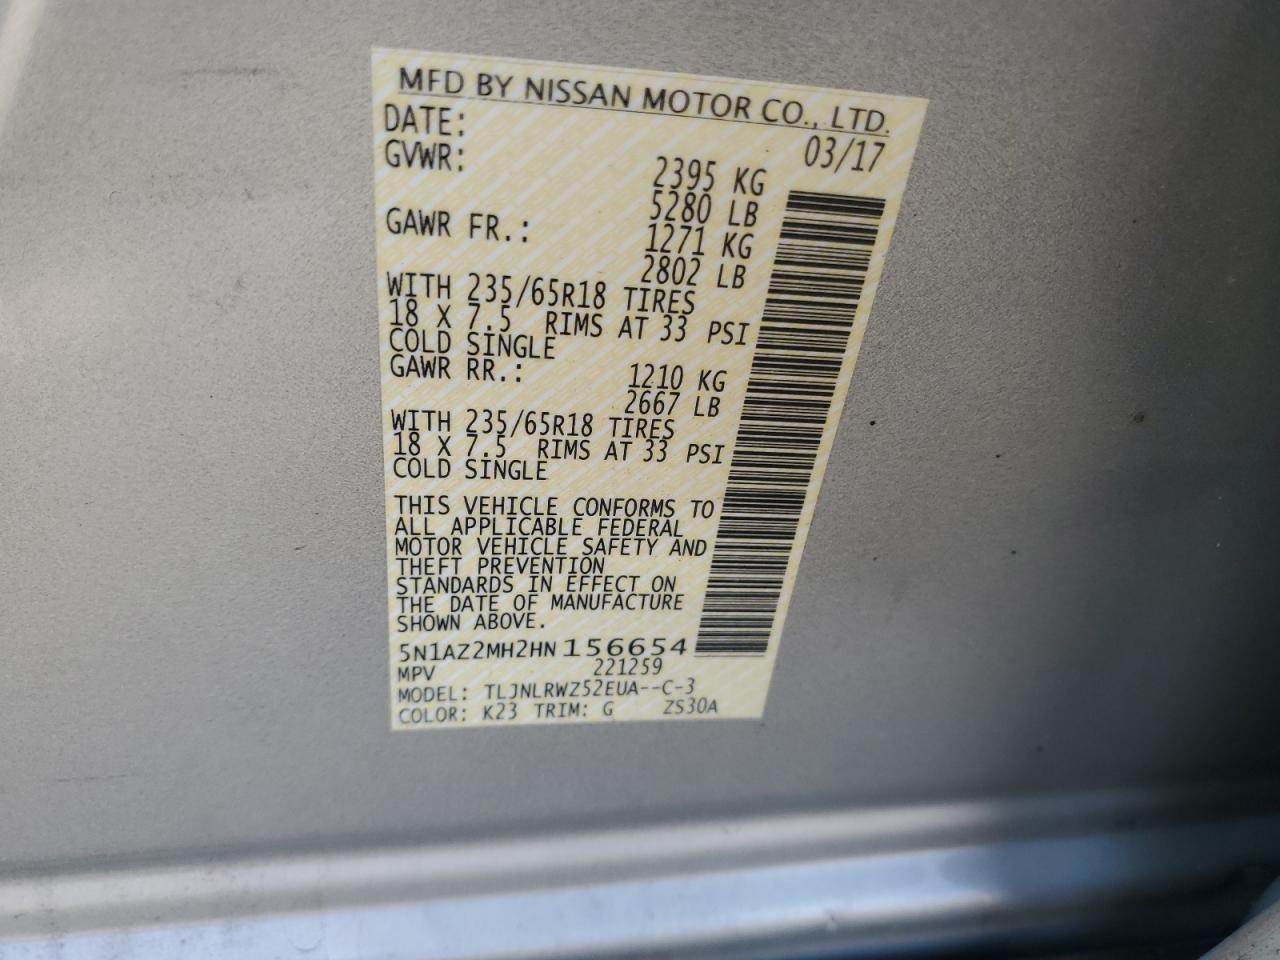 MFD BY NISSAN MOTOR CO., LTD.
DATE: 03/17
GVWR: 2395 KG
5280 LB
GAWR FR.: 1271 KG
2802 LB
WITH 235/65R18 TIRES
18 X 7.5 RIMS AT 33 PSI
COLD SINGLE
GAWR RR.: 1210 KG
2667 LB
WITH 235/65R18 TIRES
18 X 7.5 RIMS AT 33 PSI
COLD SINGLE
THIS VEHICLE CONFORMS TO
ALL APPLICABLE FEDERAL
MOTOR VEHICLE SAFETY AND
THEFT PREVENTION
STANDARDS IN EFFECT ON
THE DATE OF MANUFACTURE
SHOWN ABOVE.
5N1AZ2MH2HN156654
MPV 221259
MODEL: TLJNLRWZ52EUA--C-3
COLOR: K23 TRIM: G ZS30A